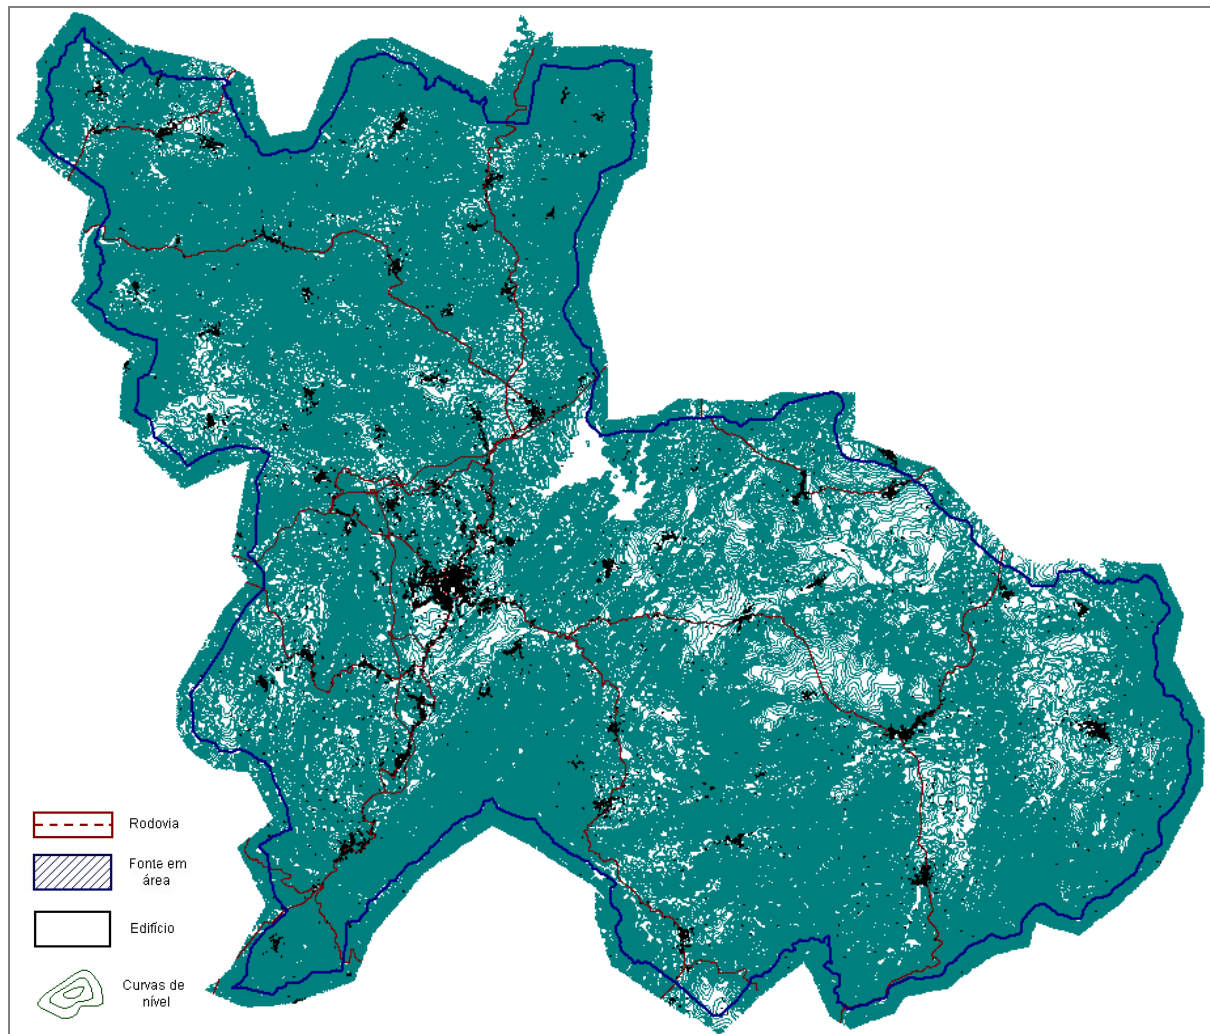 Rodovia
Fonte em
área
Edifício
Curvas de
nível